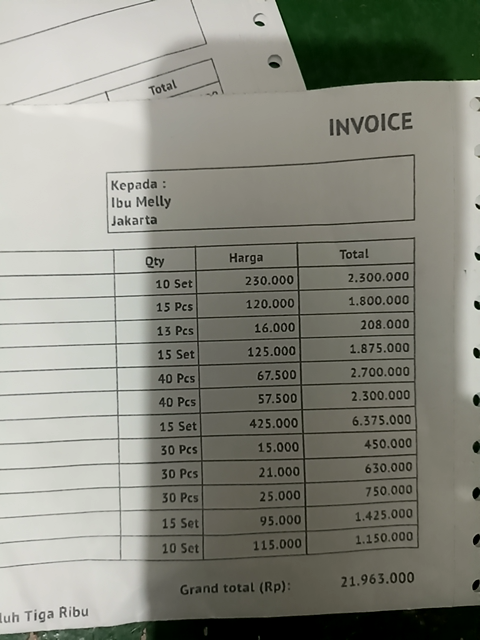 Total
INVOICE
Kepada :
Ibu Melly
Jakarta
Qty Harga Total
10 Set 230.000 2.300.000
15 Pcs 120.000 1.800.000
13 Pcs 16.000 208.000
15 Set 125.000 1.875.000
40 Pcs 67.500 2.700.000
40 Pcs 57.500 2.300.000
15 Set 425.000 6.375.000
30 Pcs 15.000 450.000
30 Pcs 21.000 630.000
30 Pcs 25.000 750.000
15 Set 95.000 1.425.000
10 Set 115.000 1.150.000
Grand total (Rp): 21.963.000
luh Tiga Ribu